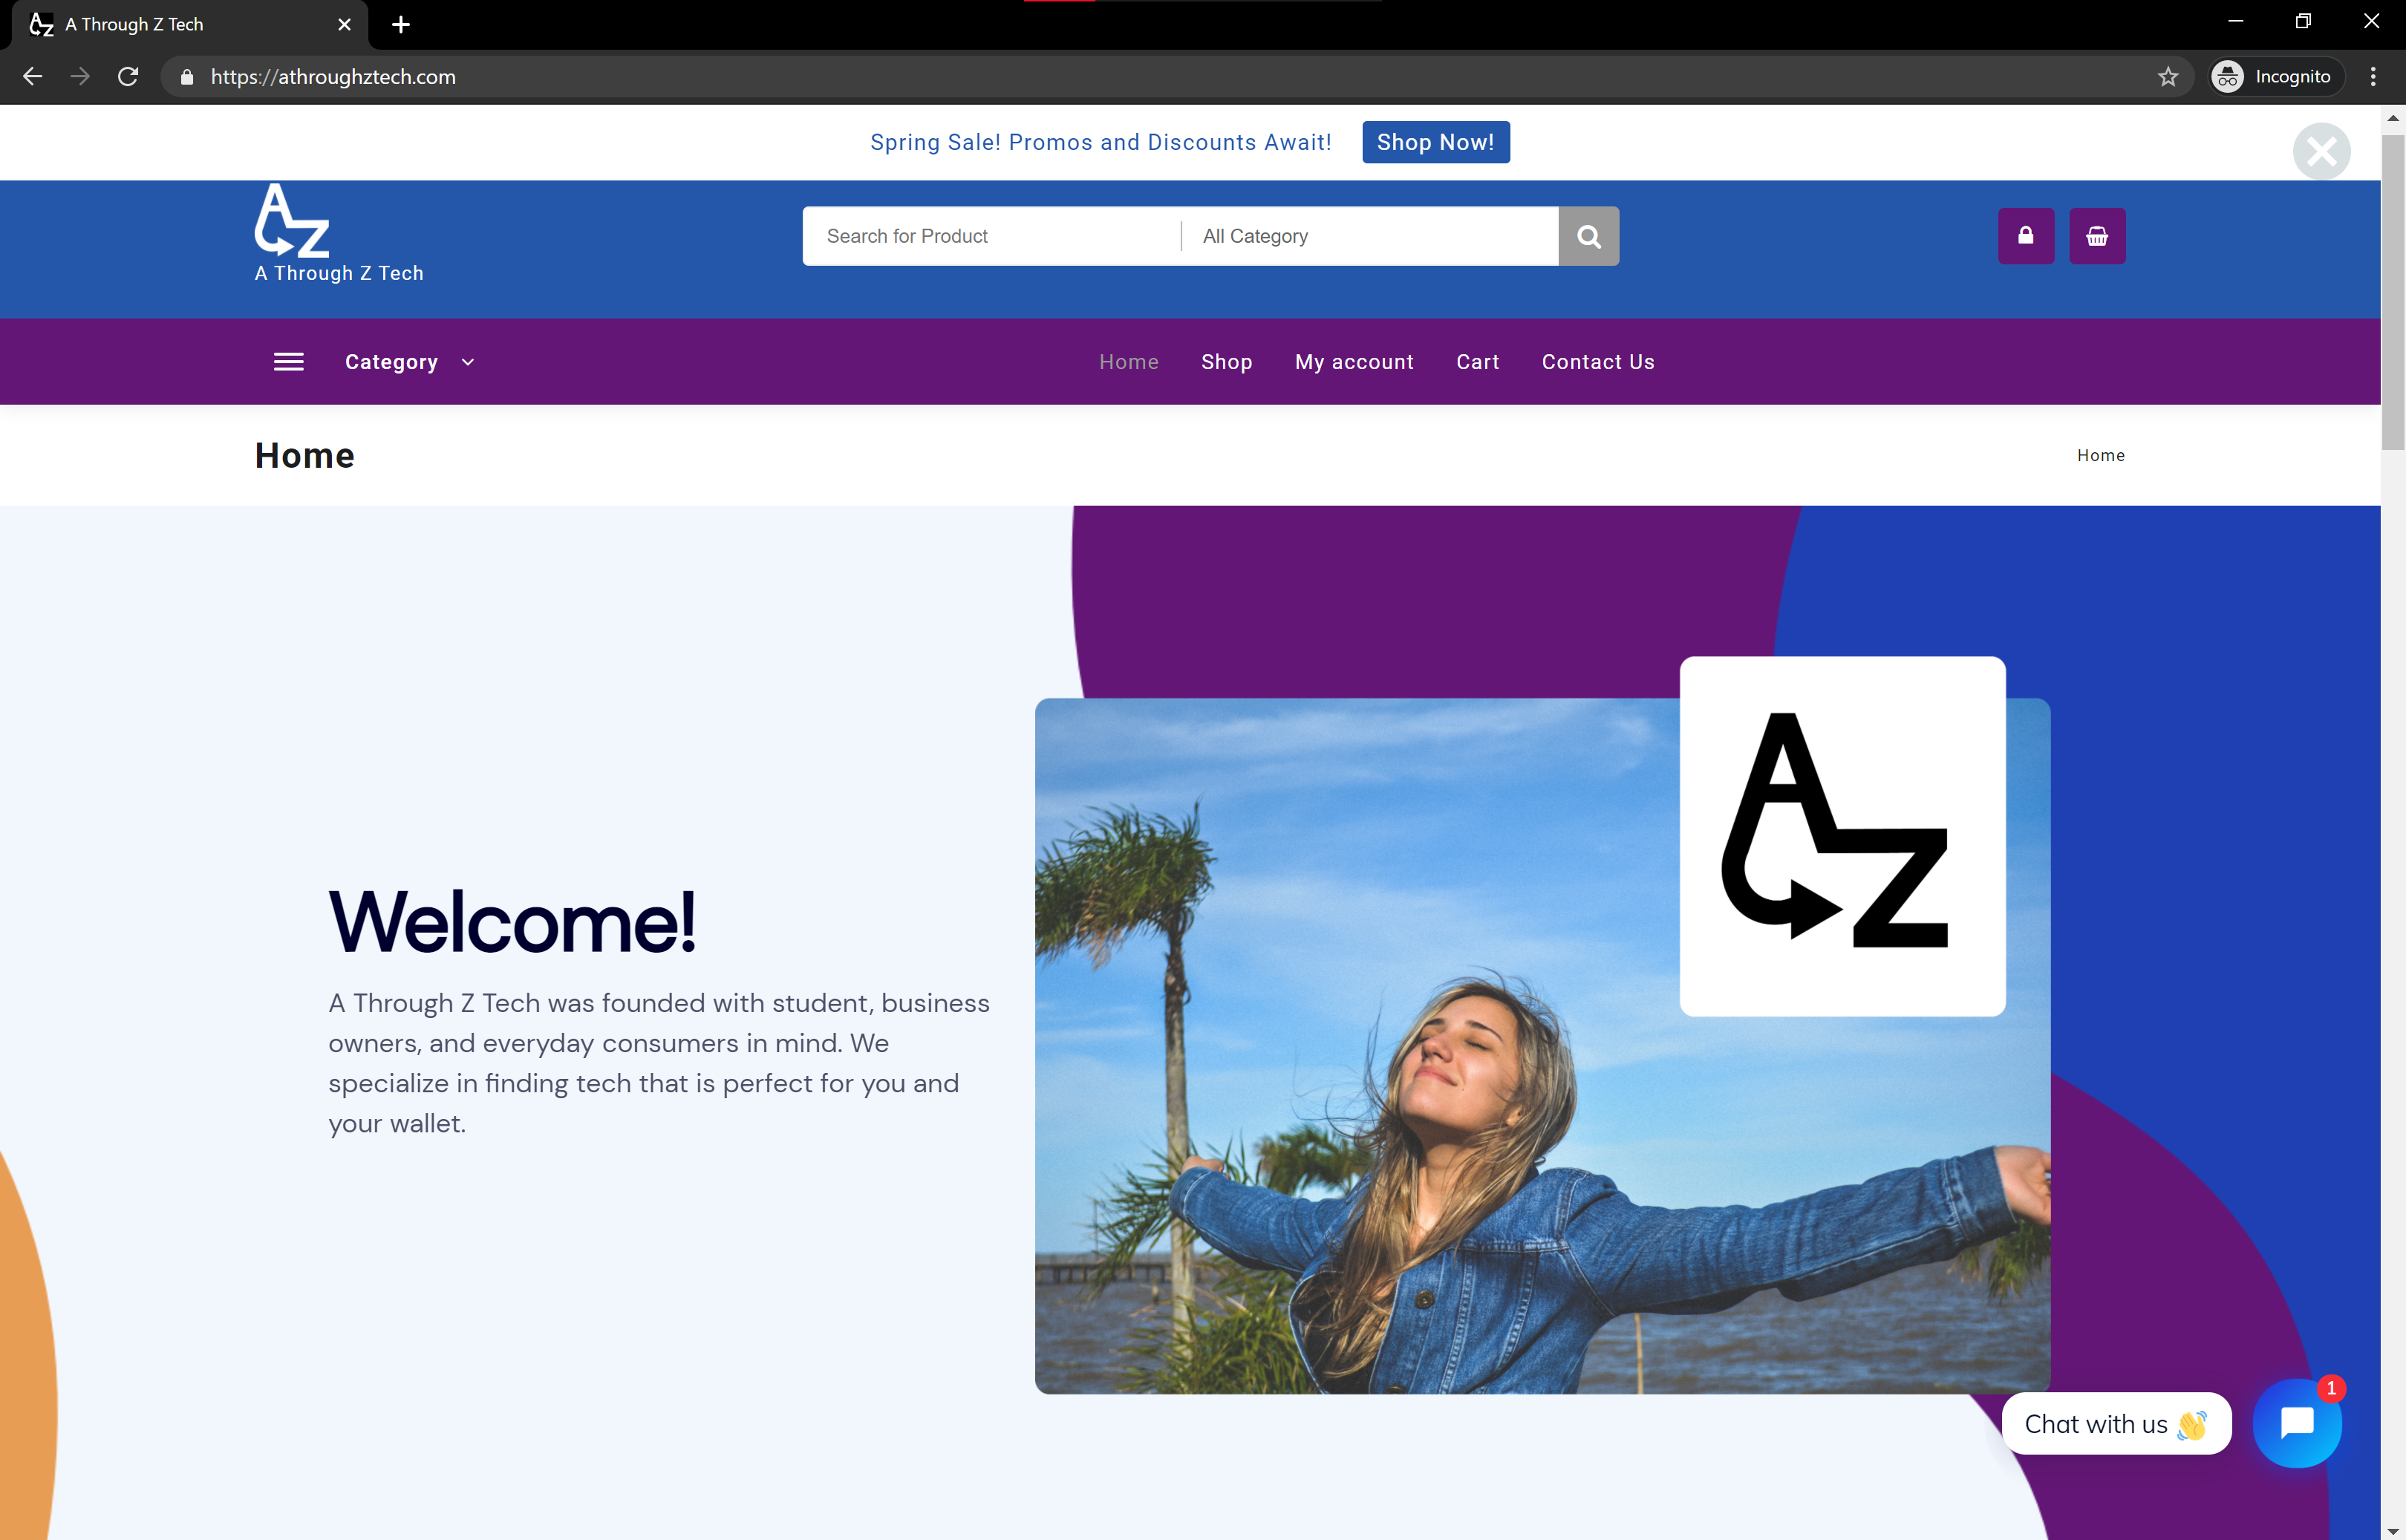 A Through Z Tech
https://athroughztech.com
Incognito
Spring Sale! Promos and Discounts Await!
Shop Now!
AZ
A Through Z Tech
Search for Product
All Category
Category
Home
Shop
My account
Cart
Contact Us
Home
Home
AZ
Welcome!
A Through Z Tech was founded with student, business
owners, and everyday consumers in mind. We
specialize in finding tech that is perfect for you and
your wallet.
Chat with us 👋
1